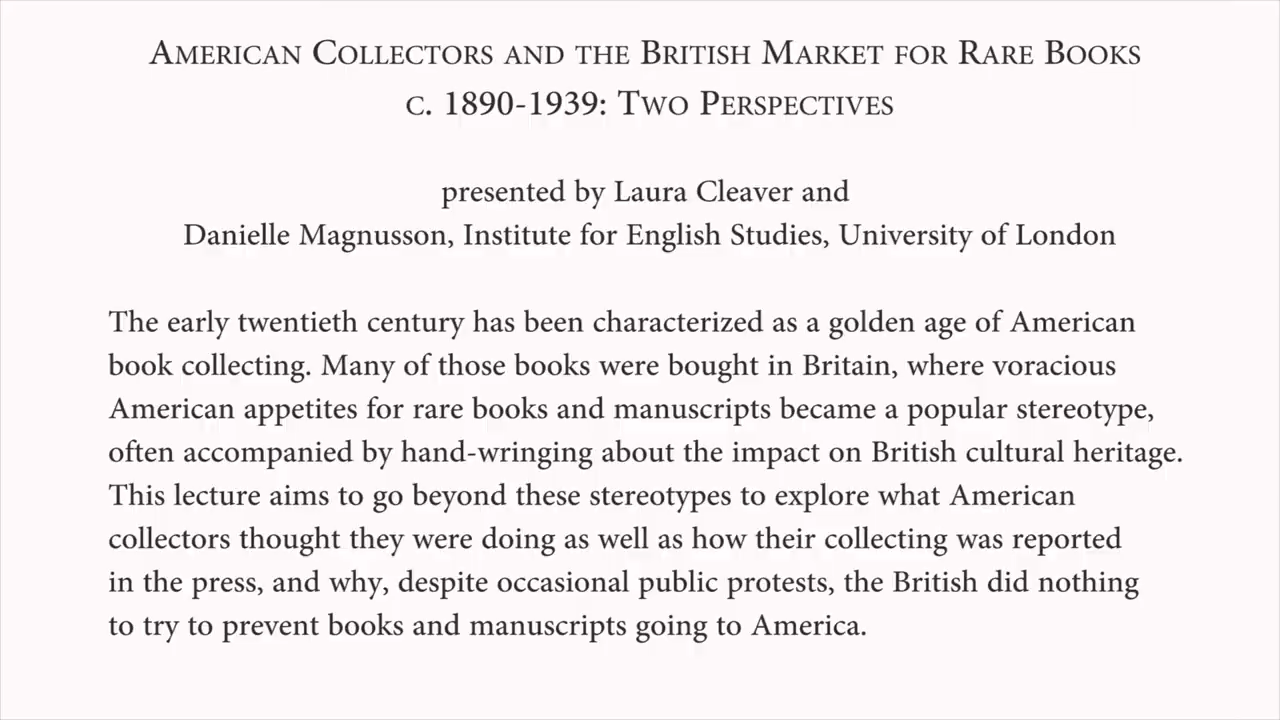 American Collectors and the British Market for Rare Books
c. 1890-1939: Two Perspectives
presented by Laura Cleaver and
Danielle Magnusson, Institute for English Studies, University of London
The early twentieth century has been characterized as a golden age of American
book collecting. Many of those books were bought in Britain, where voracious
American appetites for rare books and manuscripts became a popular stereotype,
often accompanied by hand-wringing about the impact on British cultural heritage.
This lecture aims to go beyond these stereotypes to explore what American
collectors thought they were doing as well as how their collecting was reported
in the press, and why, despite occasional public protests, the British did nothing
to try to prevent books and manuscripts going to America.